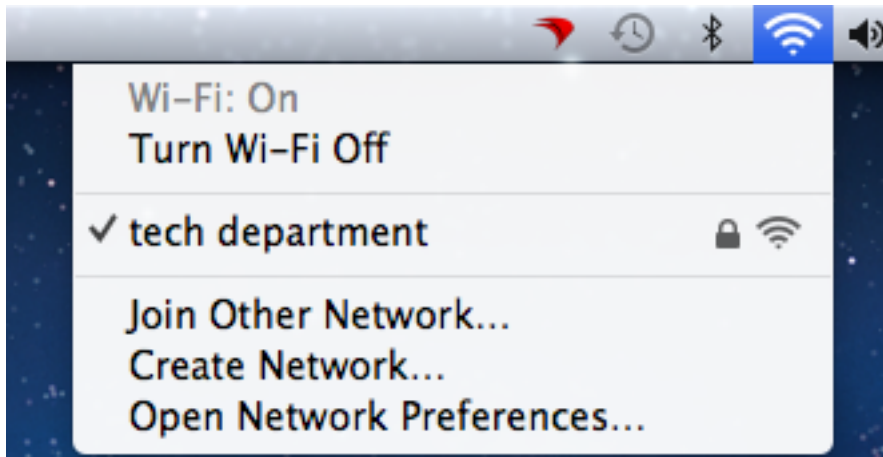 Wi-Fi: On
Turn Wi-Fi Off
tech department
Join Other Network...
Create Network...
Open Network Preferences...